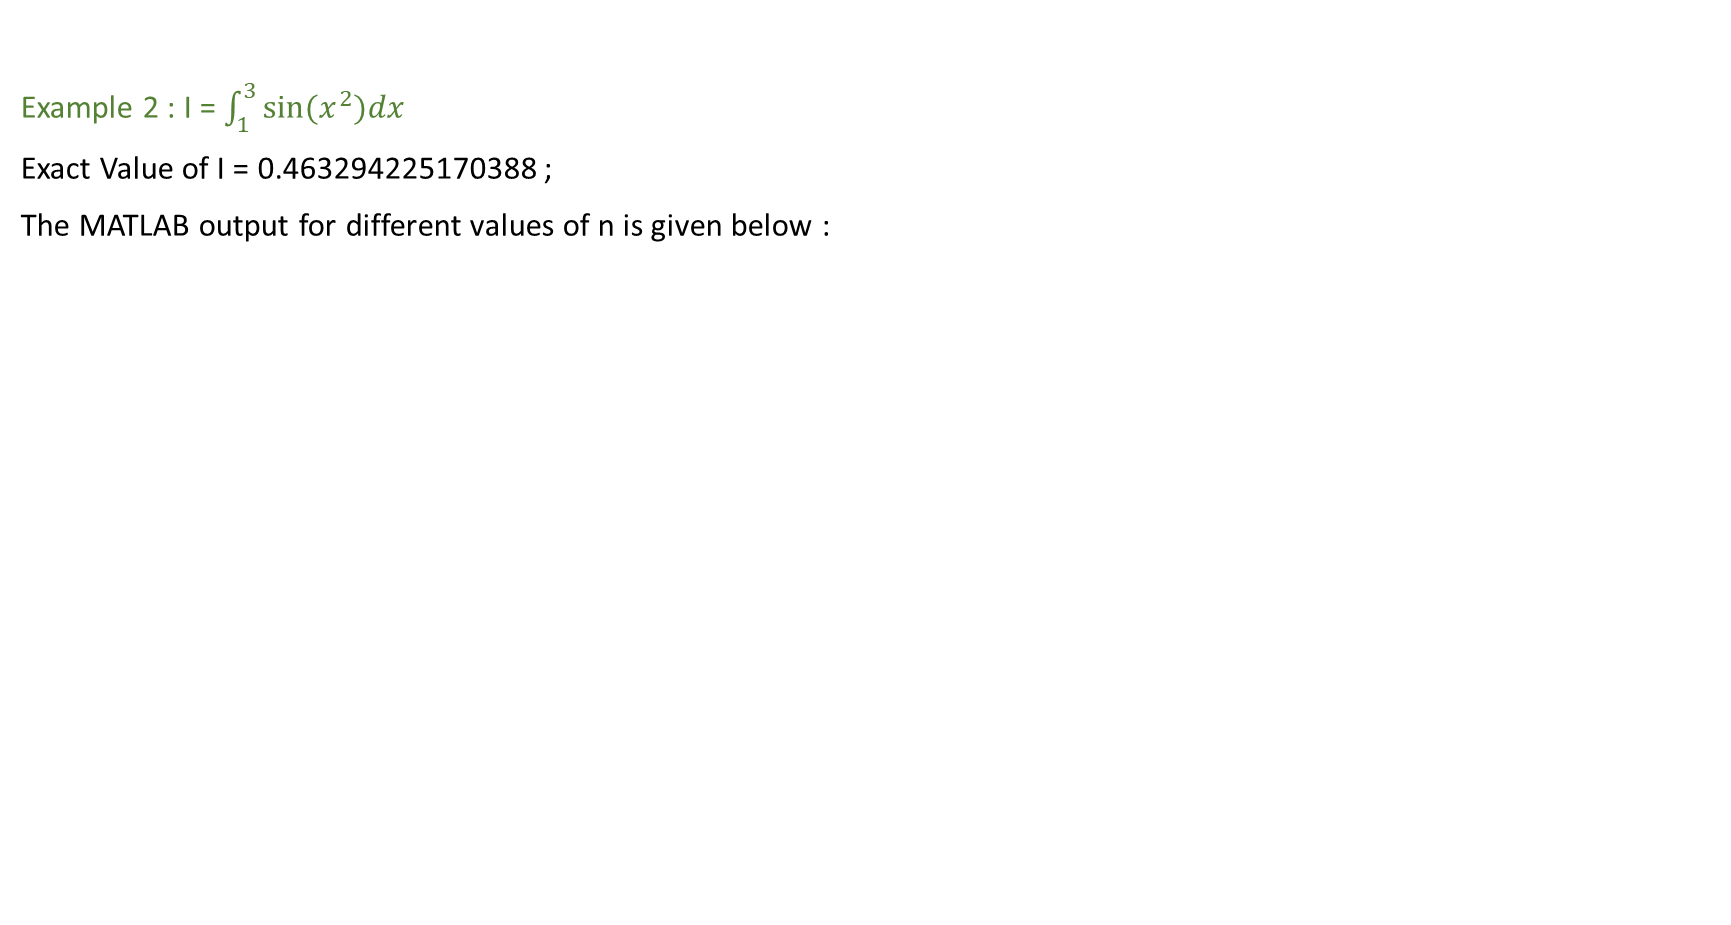 Example 2 : I = ∫₁³ sin(x²)dx
Exact Value of I = 0.463294225170388 ;
The MATLAB output for different values of n is given below :